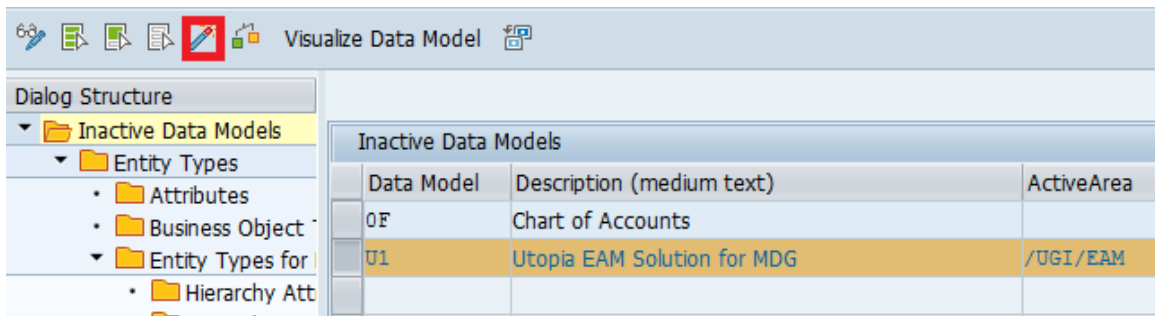 Visualize Data Model
Dialog Structure
Inactive Data Models
Entity Types
Attributes
Business Object
Entity Types for
Hierarchy Att
Inactive Data Models
Data Model Description (medium text) ActiveArea
0F Chart of Accounts
U1 Utopia EAM Solution for MDG /UGI/EAM